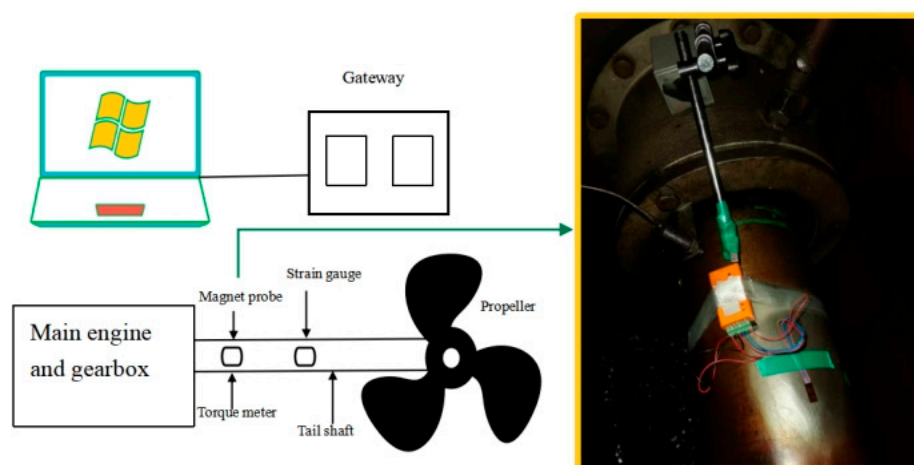 Gateway
Strain gauge
Magnet probe
Propeller
Main engine
and gearbox
Torque meter
Tail shaft